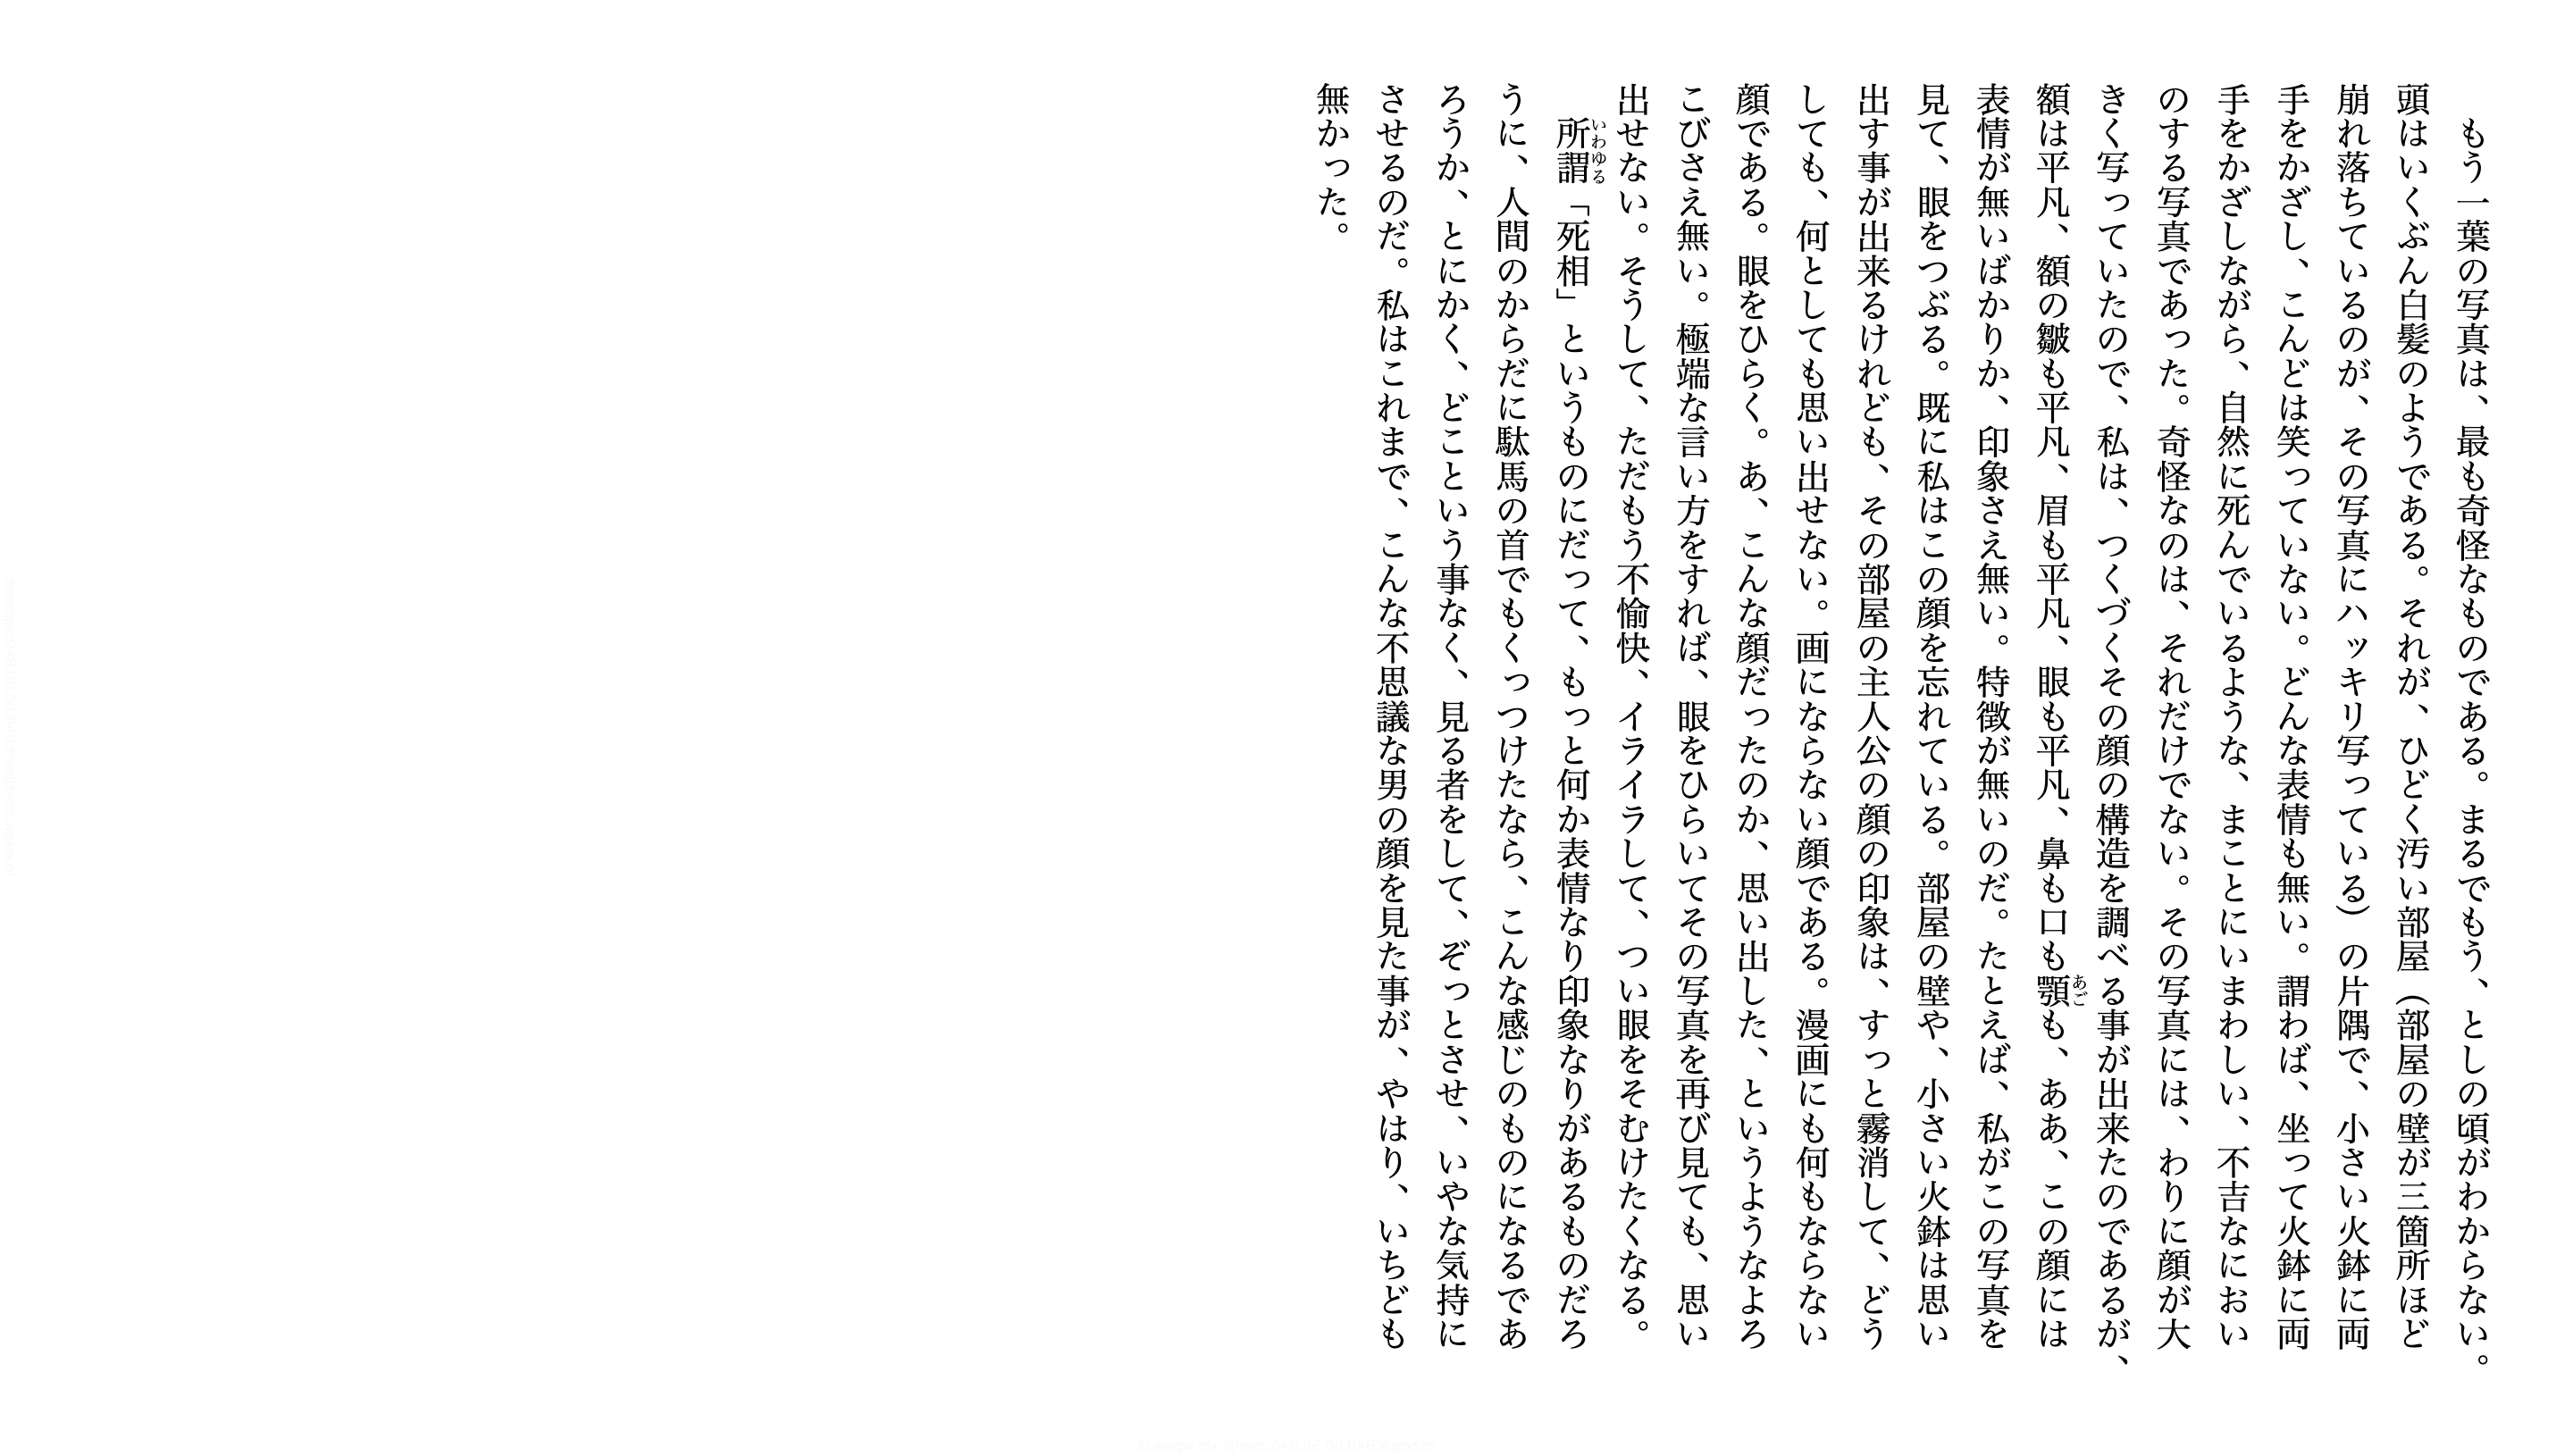 もう一葉の写真は、最も奇怪なものである。まるでもう、としの頃がわからない。
頭はいくぶん白髪のようである。それが、ひどく汚い部屋（部屋の壁が三箇所ほど
崩れ落ちているのが、その写真にハッキリ写っている）の片隅で、小さい火鉢に両
手をかざし、こんどは笑っていない。どんな表情も無い。謂わば、坐って火鉢に両
手をかざしながら、自然に死んでいるような、まことにいまわしい、不吉なにおい
のする写真であった。奇怪なのは、それだけでない。その写真には、わりに顔が大
きく写っていたので、私は、つくづくその顔の構造を調べる事が出来たのであるが、
額は平凡、額の皺も平凡、眉も平凡、眼も平凡、鼻も口も顎あごも、ああ、この顔には
表情が無いばかりか、印象さえ無い。特徴が無いのだ。たとえば、私がこの写真を
見て、眼をつぶる。既に私はこの顔を忘れている。部屋の壁や、小さい火鉢は思い
出す事が出来るけれども、その部屋の主人公の顔の印象は、すっと霧消して、どう
しても、何としても思い出せない。画にならない顔である。漫画にも何もならない
顔である。眼をひらく。あ、こんな顔だったのか、思い出した、というようなよろ
こびさえ無い。極端な言い方をすれば、眼をひらいてその写真を再び見ても、思い
出せない。そうして、ただもう不愉快、イライラして、つい眼をそむけたくなる。
所謂いわゆる「死相」というものにだって、もっと何か表情なり印象なりがあるものだろ
うに、人間のからだに駄馬の首でもくっつけたなら、こんな感じのものになるであ
ろうか、とにかく、どこという事なく、見る者をして、ぞっとさせ、いやな気持に
させるのだ。私はこれまで、こんな不思議な男の顔を見た事が、やはり、いちども
無かった。